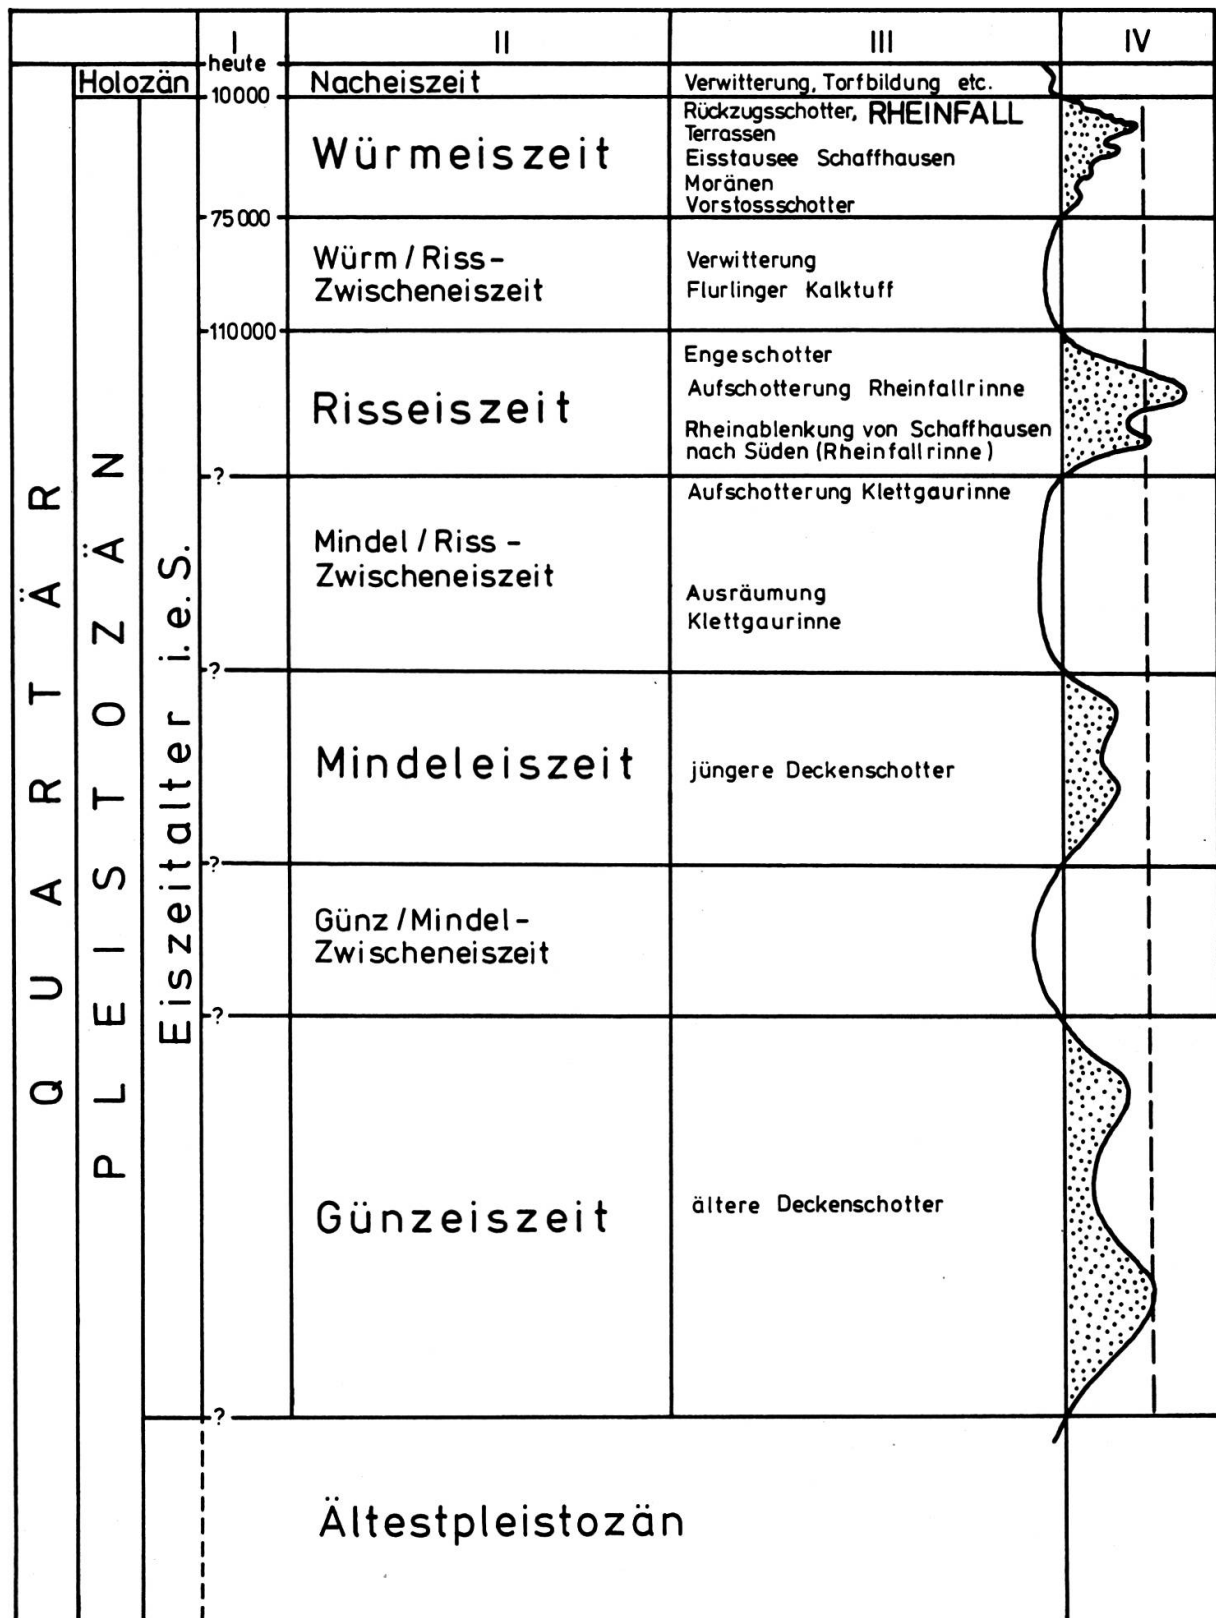 I II III IV
heute
Holozän Nacheiszeit Verwitterung, Torfbildung etc.
10000
Würmeiszeit
Rückzugsschotter, RHEINFALL
Terrassen
Eisstausee Schaffhausen
Moränen
Vorstossschotter
75000
Würm / Riss -
Zwischeneiszeit
Verwitterung
Flurlinger Kalktuff
110000
Risseiszeit
Engeschotter
Aufschotterung Rheinfallrinne
Rheinablenkung von Schaffhausen
nach Süden (Rheinfallrinne)
?
Mindel / Riss -
Zwischeneiszeit
Aufschotterung Klettgaurinne
Ausräumung
Klettgaurinne
?
Mindeleiszeit
jüngere Deckenschotter
?
Günz / Mindel -
Zwischeneiszeit
?
Günzeiszeit
ältere Deckenschotter
?
Ältestpleistozän
QUARTÄR
PLEISTOZÄN
Eiszeitalter i.e.S.